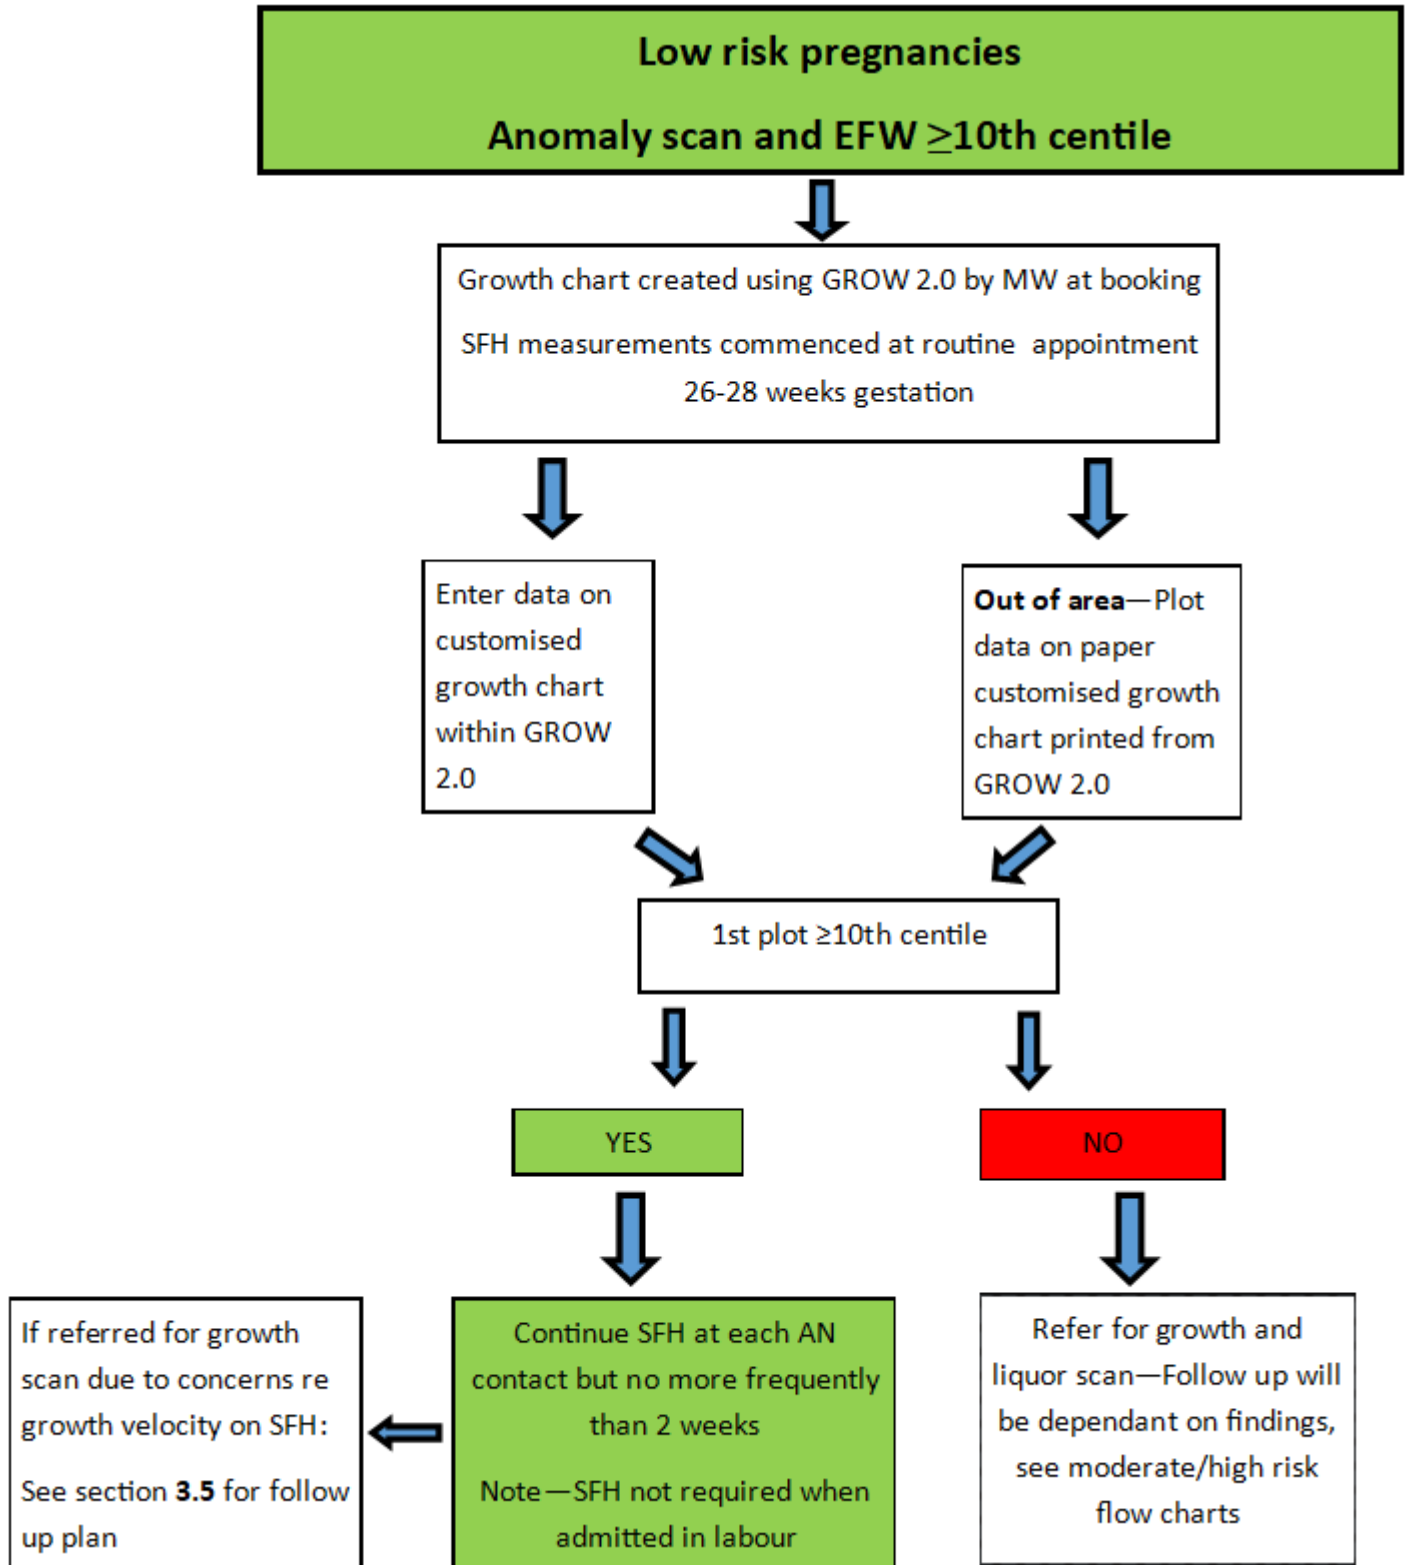 Low risk pregnancies
Anomaly scan and EFW ≥10th centile
Growth chart created using GROW 2.0 by MW at booking
SFH measurements commenced at routine appointment
26-28 weeks gestation
Enter data on
customised
growth chart
within GROW
2.0
Out of area—Plot
data on paper
customised growth
chart printed from
GROW 2.0
1st plot ≥10th centile
YES
NO
If referred for growth
scan due to concerns re
growth velocity on SFH:
See section 3.5 for follow
up plan
Continue SFH at each AN
contact but no more frequently
than 2 weeks
Note—SFH not required when
admitted in labour
Refer for growth and
liquor scan—Follow up will
be dependant on findings,
see moderate/high risk
flow charts